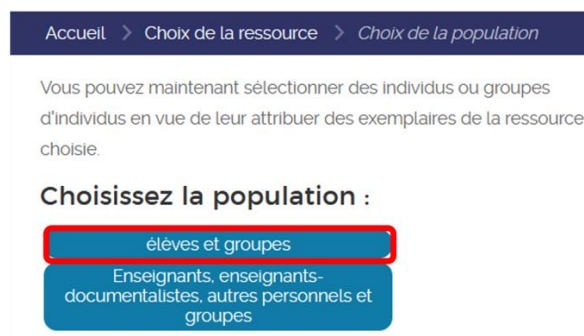 Accueil > Choix de la ressource > Choix de la population
Vous pouvez maintenant sélectionner des individus ou groupes
d'individus en vue de leur attribuer des exemplaires de la ressource
choisie.
Choisissez la population :
élèves et groupes
Enseignants, enseignants-
documentalistes, autres personnels et
groupes